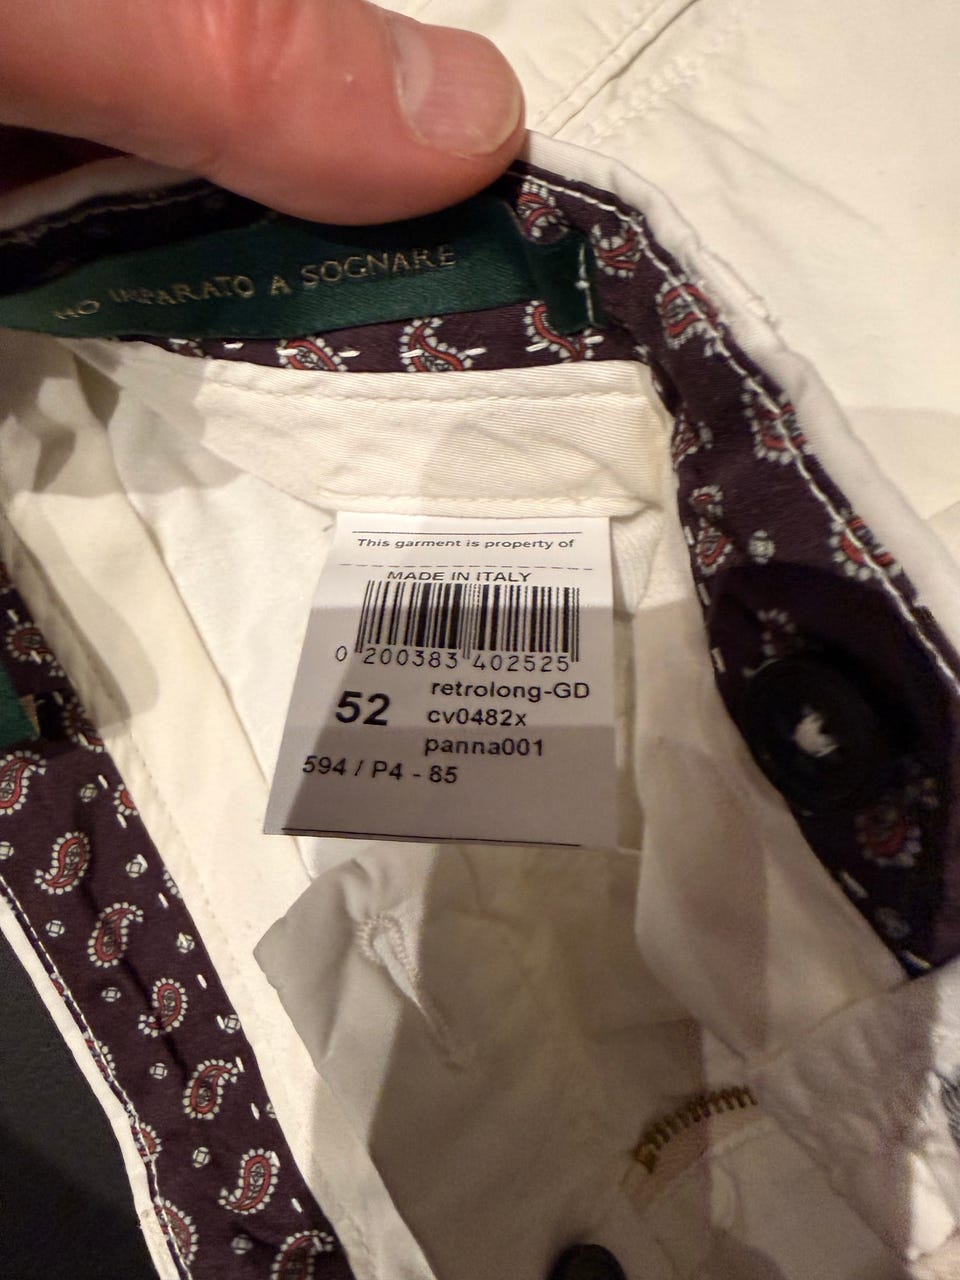 HO IMPARATO A SOGNARE
This garment is property of
MADE IN ITALY
0 200383 402525
52
retrolong-GD
cv0482x
panna001
594 / P4 - 85